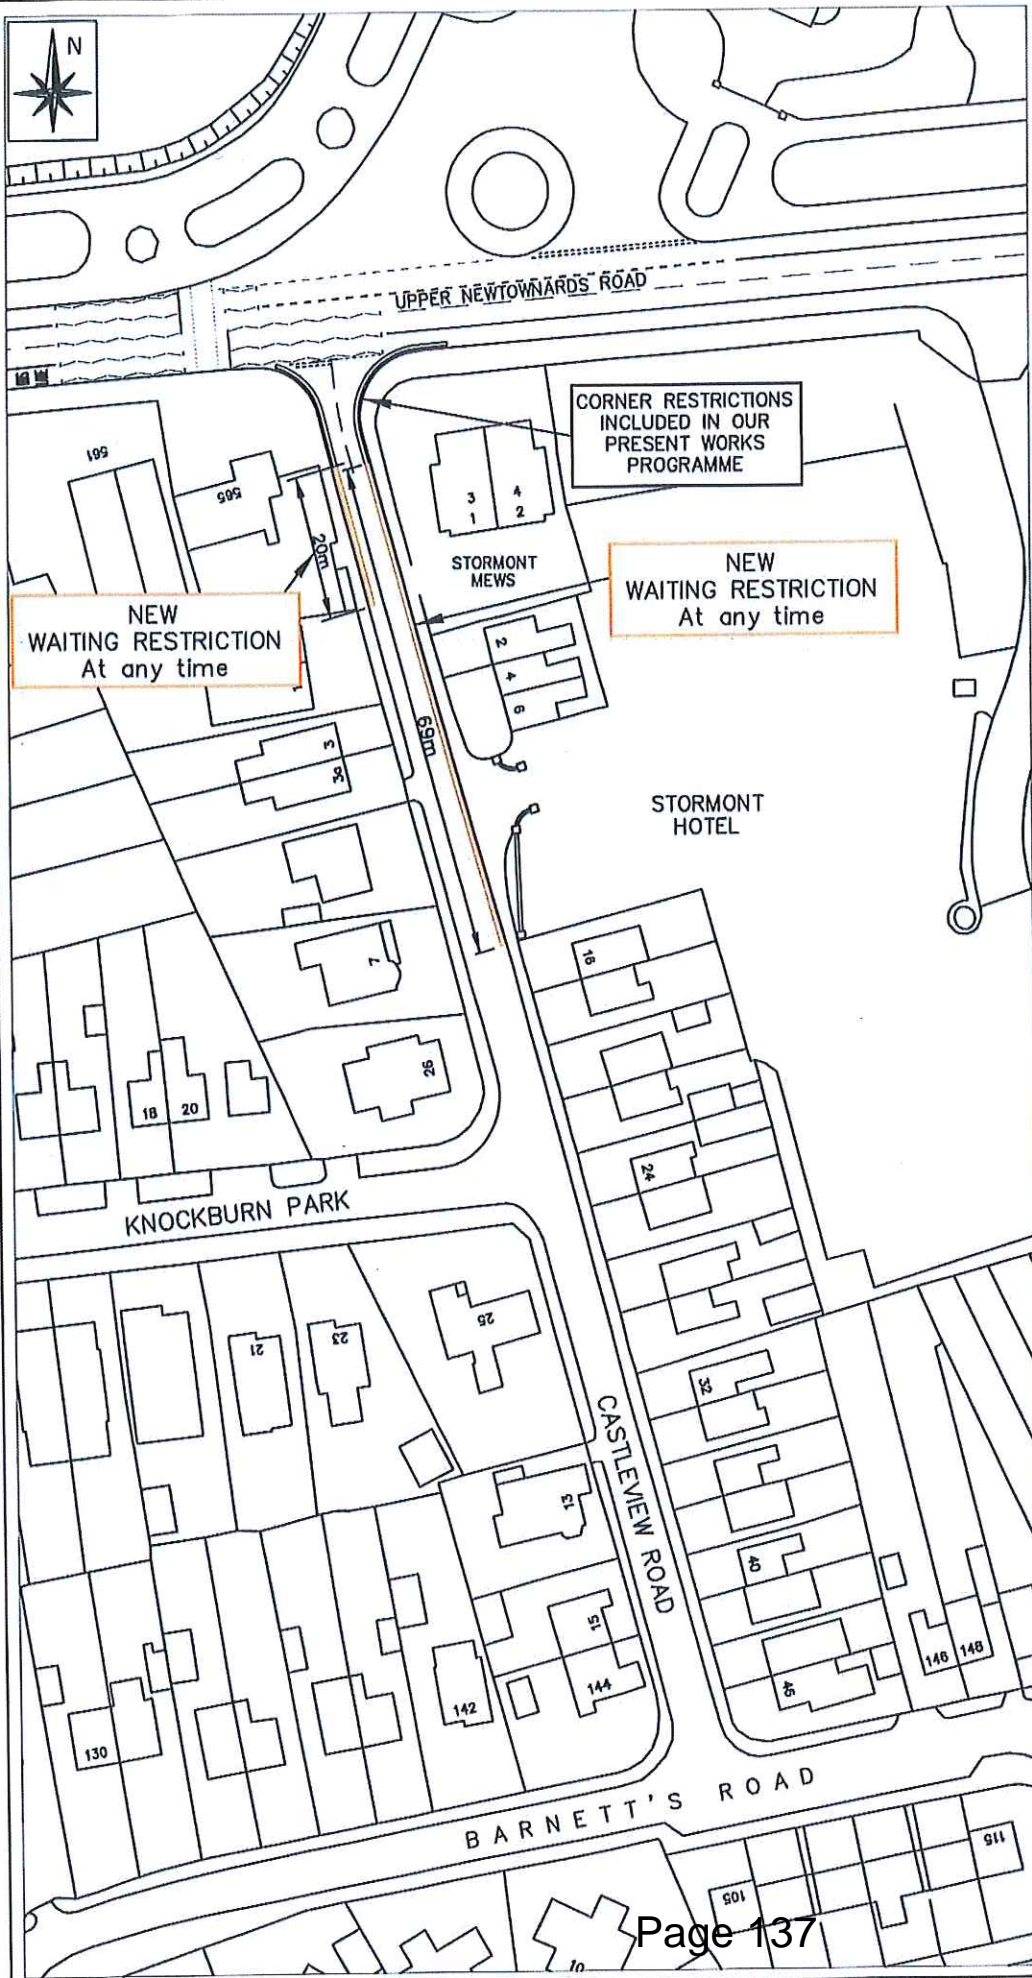 N
UPPER NEWTOWNARDS ROAD
CORNER RESTRICTIONS
INCLUDED IN OUR
PRESENT WORKS
PROGRAMME
561
565
3
4
1
2
20m
STORMONT
MEWS
NEW
WAITING RESTRICTION
At any time
NEW
WAITING RESTRICTION
At any time
2
4
6
69m
3
3a
STORMONT
HOTEL
7
16
26
18
20
24
KNOCKBURN PARK
25
23
21
32
CASTLEVIEW ROAD
13
40
15
146
148
144
142
45
130
BARNETT'S ROAD
115
105
10
Page 137